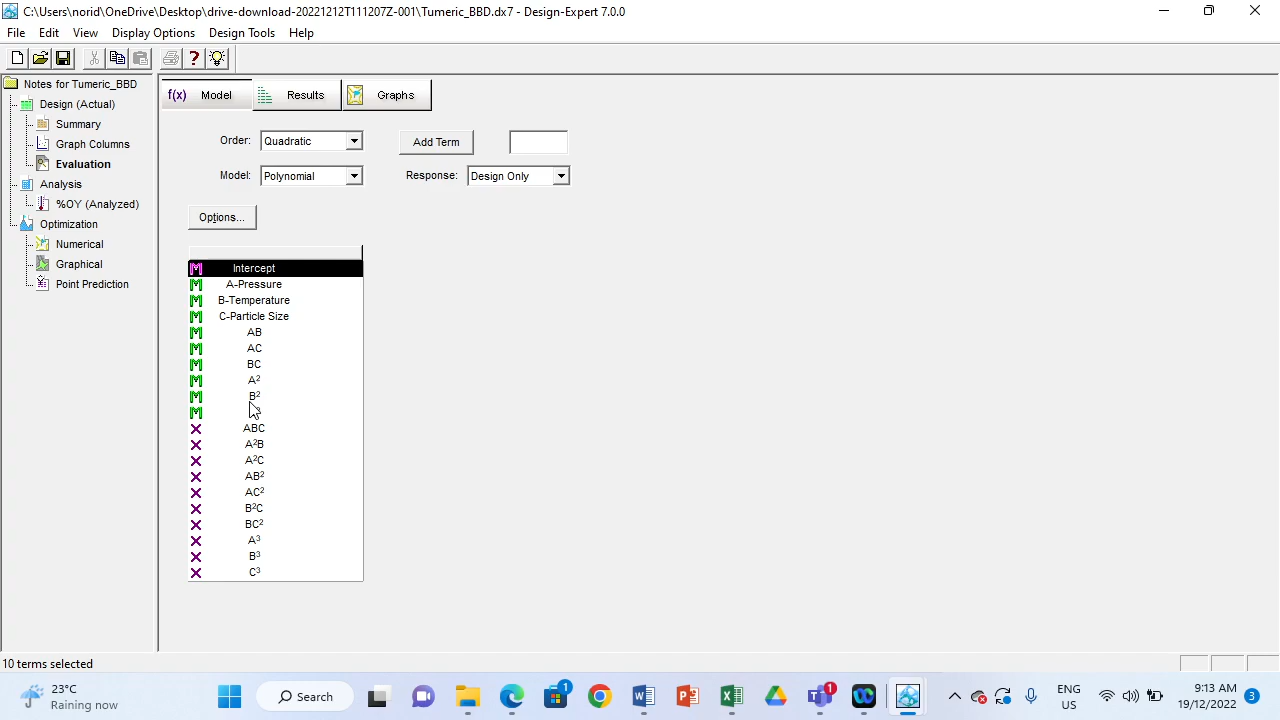 C:\Users\norid\OneDrive\Desktop\drive-download-20221212T111207Z-001\Tumeric_BBD.dx7 - Design-Expert 7.0.0
File Edit View Display Options Design Tools Help
Notes for Tumeric_BBD
Design (Actual)
Summary
Graph Columns
Evaluation
Analysis
%OY (Analyzed)
Optimization
Numerical
Graphical
Point Prediction
f(x) Model Results Graphs
Order: Quadratic Add Term
Model: Polynomial Response: Design Only
Options...
M Intercept
M A-Pressure
M B-Temperature
M C-Particle Size
M AB
M AC
M BC
M A²
M B²
M
ABC
A²B
A²C
AB²
AC²
B²C
BC²
A³
B³
C³
10 terms selected
23°C
Raining now
Search
1
1
ENG
US
9:13 AM
19/12/2022
3